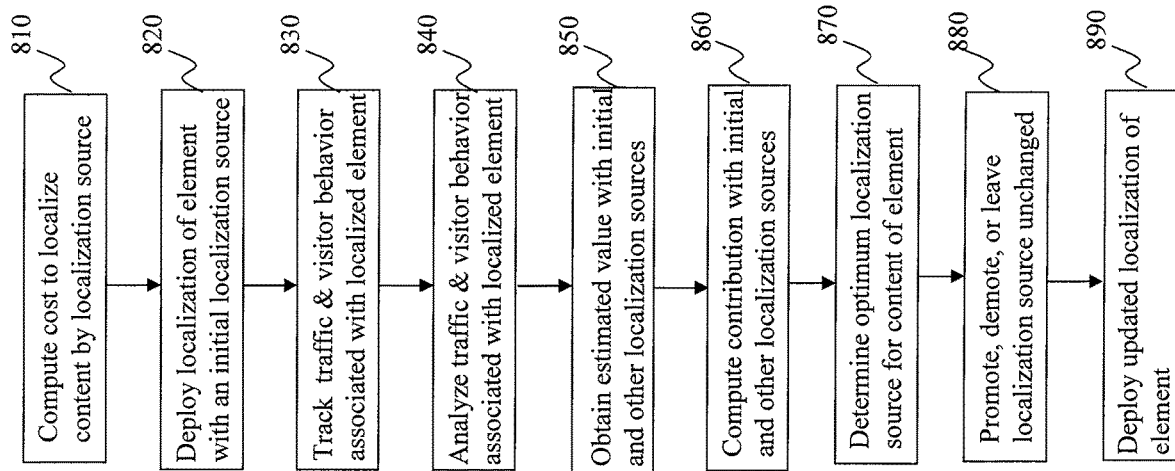 810
Compute cost to localize
content by localization source
820
Deploy localization of element
with an initial localization source
830
Track traffic & visitor behavior
associated with localized element
840
Analyze traffic & visitor behavior
associated with localized element
850
Obtain estimated value with initial
and other localization sources
860
Compute contribution with initial
and other localization sources
870
Determine optimum localization
source for content of element
880
Promote, demote, or leave
localization source unchanged
890
Deploy updated localization of
element